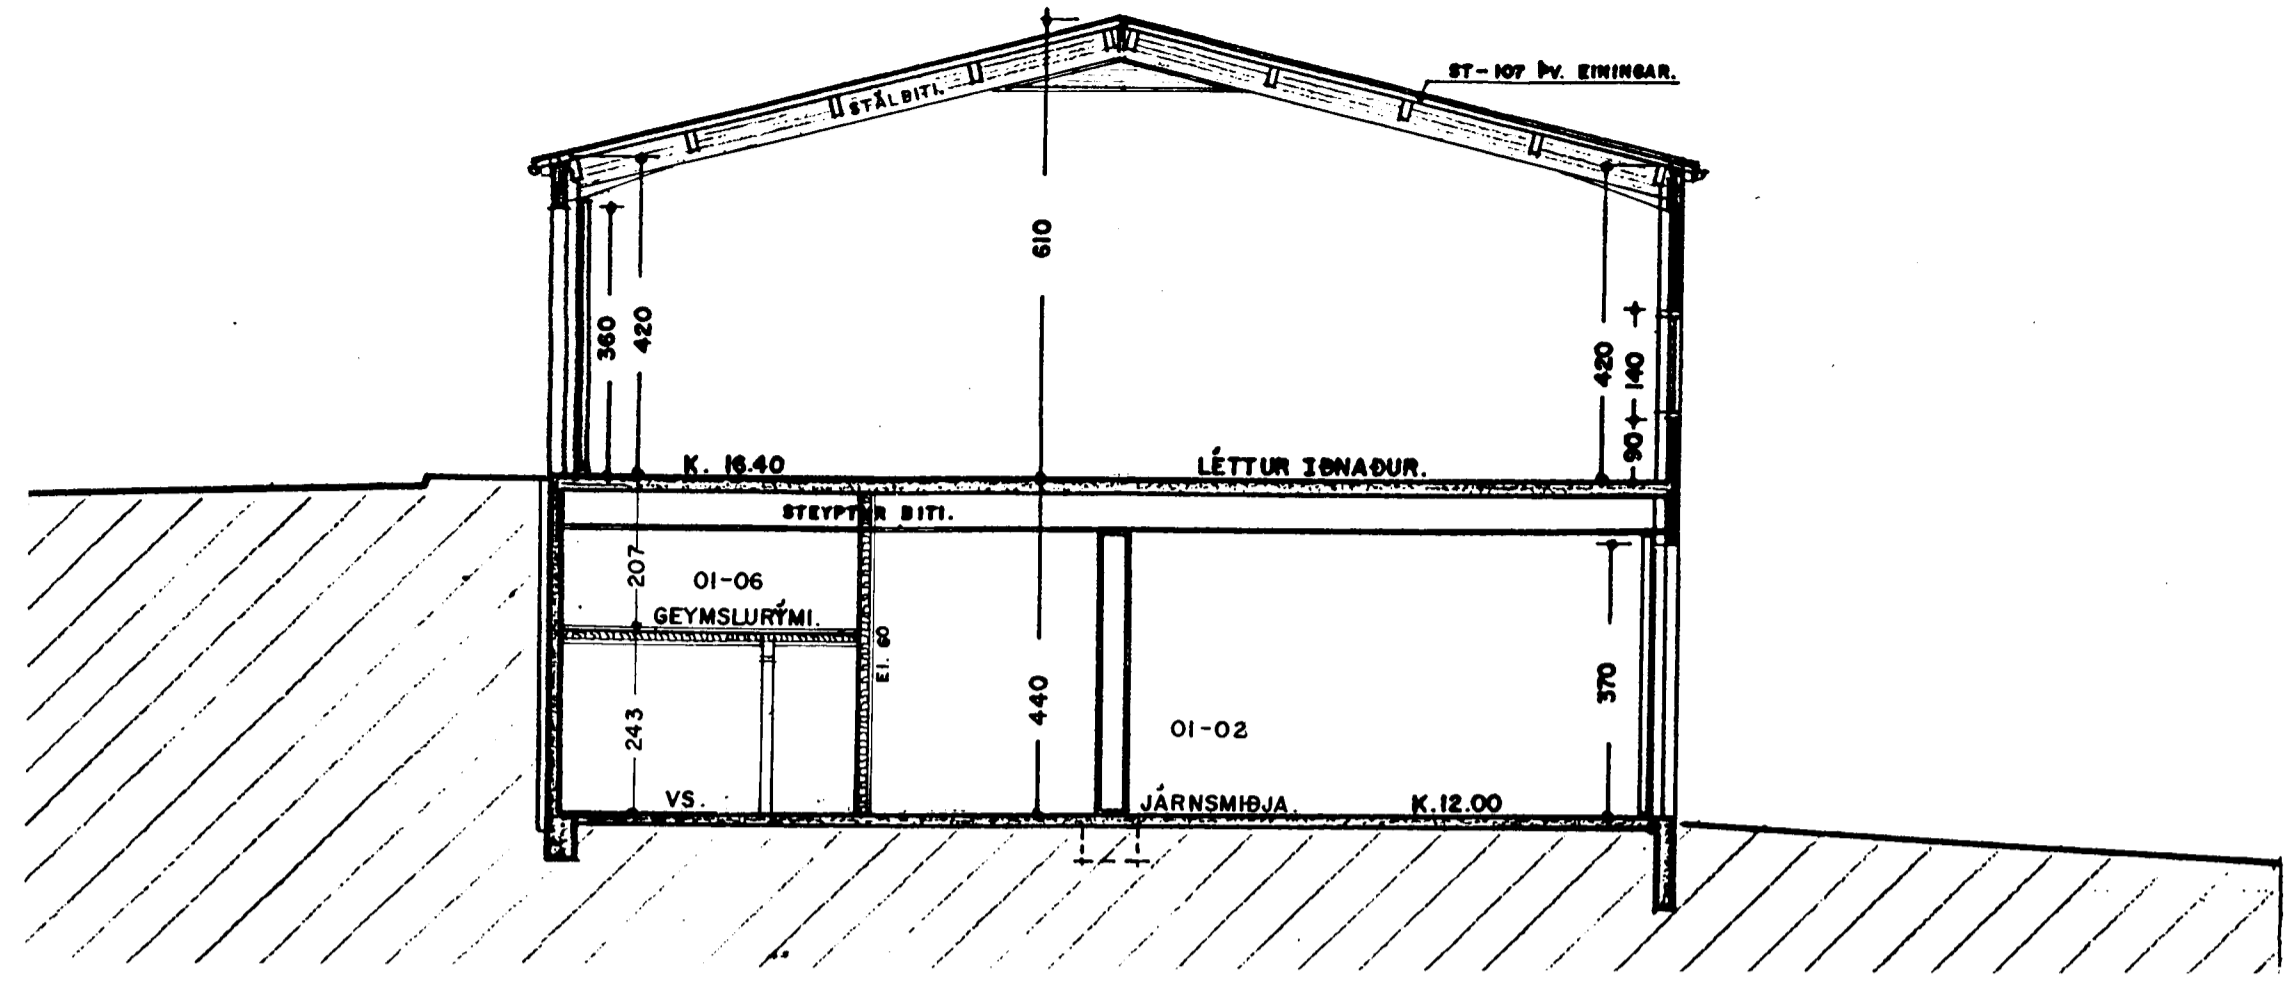 ST-107 ÞV. EININGAR.
STÁLBITI.
610
360
420
420
140
90
K. 16.40
LÉTTUR IÐNAÐUR.
STEYPTUR BITI.
207
01-06
GEYMSLURÝMI.
EI. 60
243
440
370
01-02
VS.
JÁRNSMIÐJA.
K.12.00